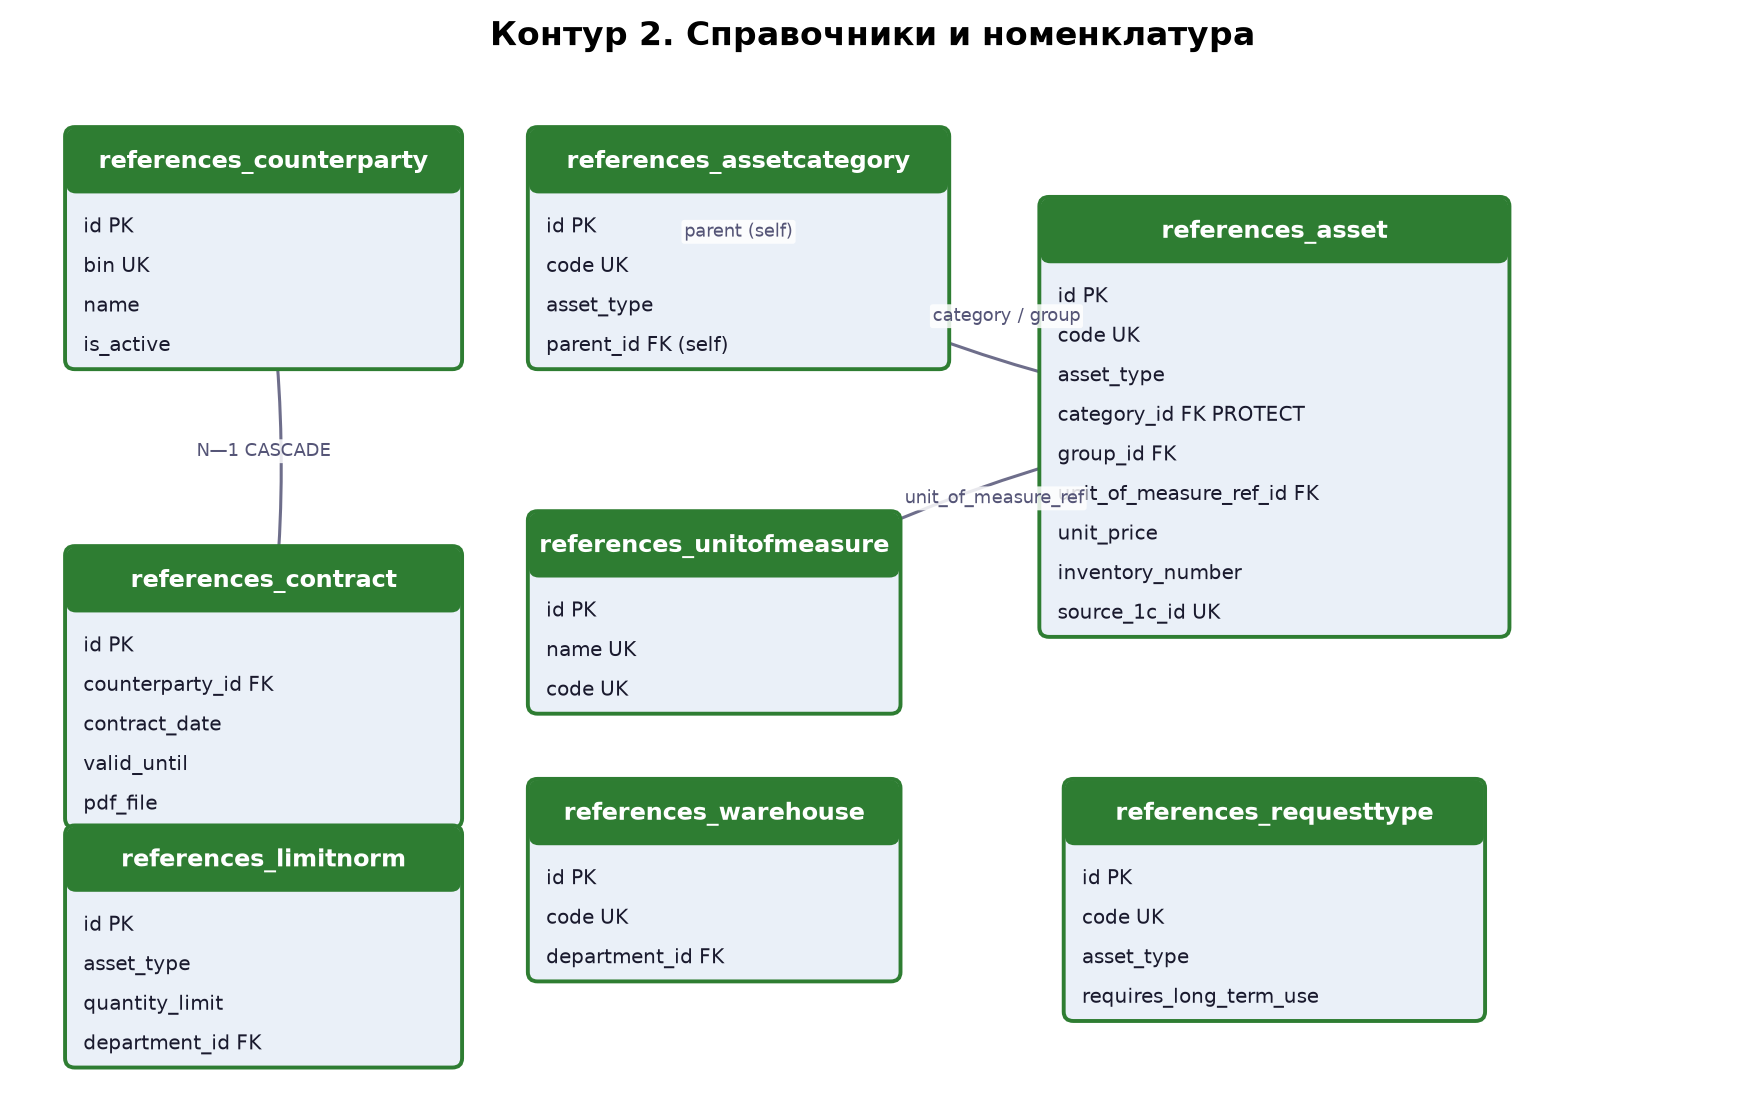 Контур 2. Справочники и номенклатура
references_counterparty
id PK
bin UK
name
is_active
N—1 CASCADE
references_contract
id PK
counterparty_id FK
contract_date
valid_until
pdf_file
references_limitnorm
id PK
asset_type
quantity_limit
department_id FK
references_assetcategory
id PK
parent (self)
code UK
asset_type
parent_id FK (self)
category / group
unit_of_measure_ref
references_unitofmeasure
id PK
name UK
code UK
references_warehouse
id PK
code UK
department_id FK
references_asset
id PK
code UK
asset_type
category_id FK PROTECT
group_id FK
unit_of_measure_ref_id FK
unit_price
inventory_number
source_1c_id UK
references_requesttype
id PK
code UK
asset_type
requires_long_term_use